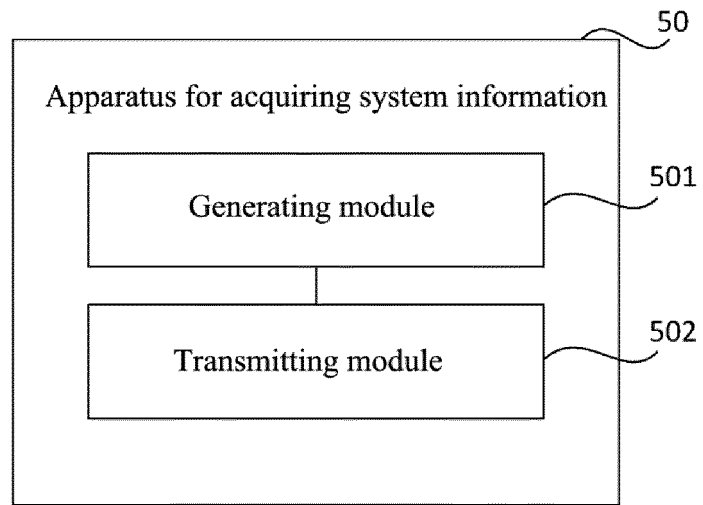 50
Apparatus for acquiring system information
501
Generating module
502
Transmitting module